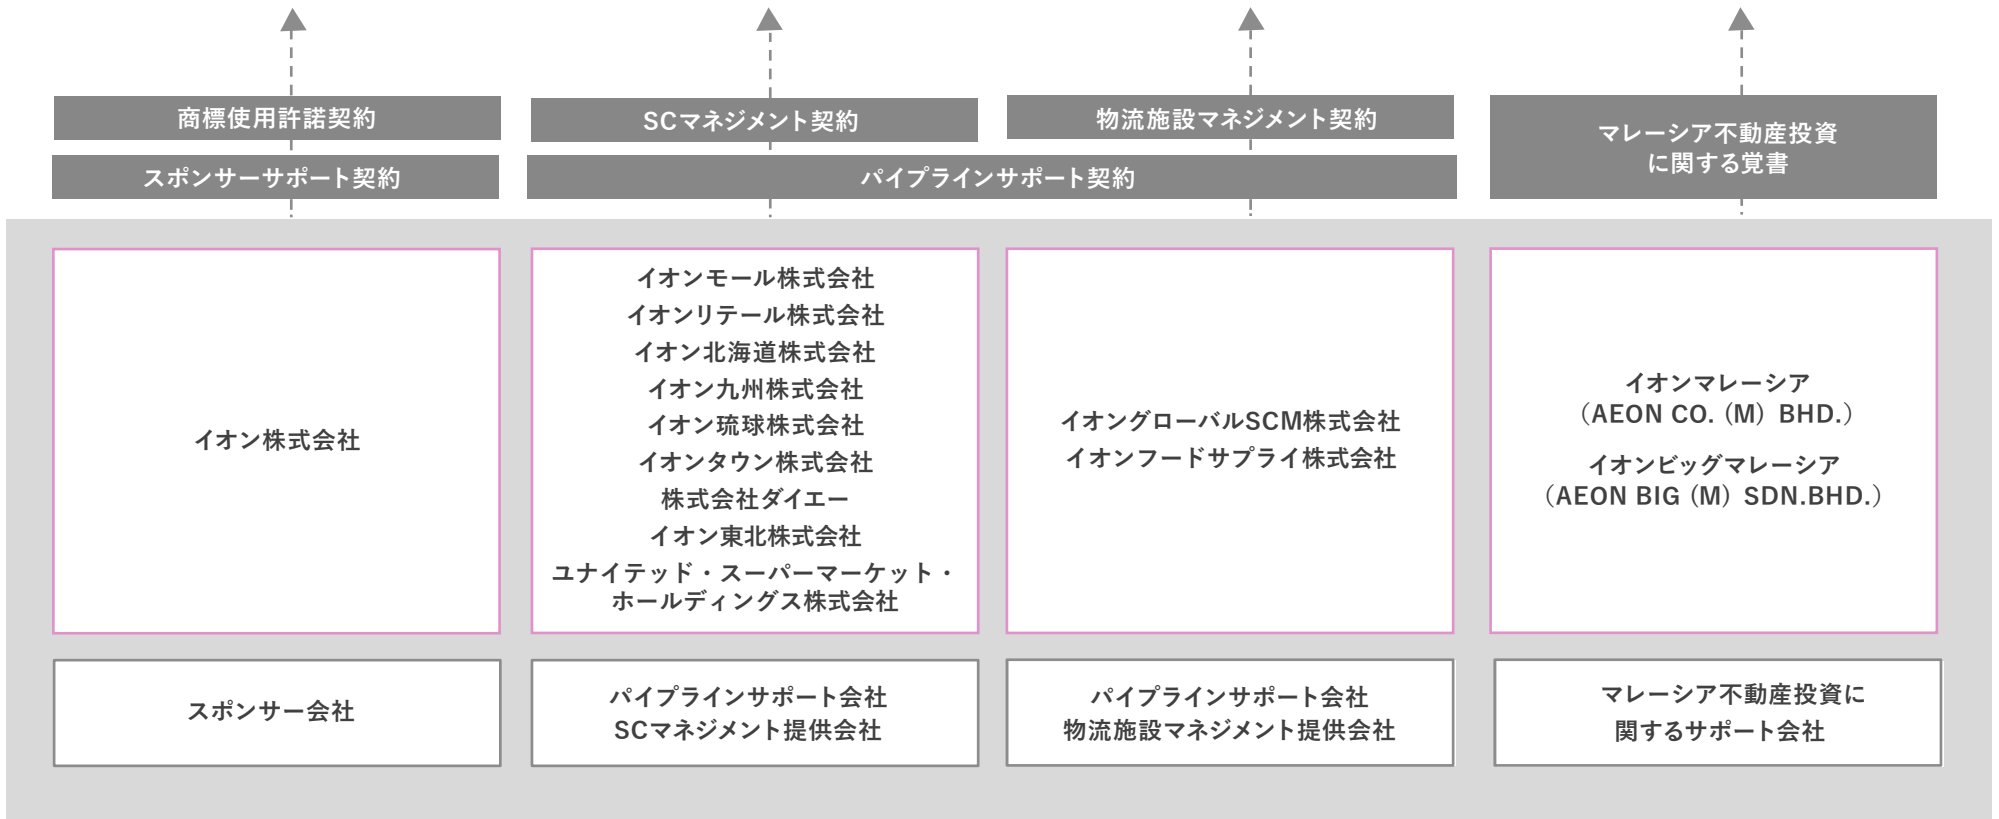 商標使用許諾契約
SCマネジメント契約
物流施設マネジメント契約
マレーシア不動産投資
に関する覚書
スポンサーサポート契約
パイプラインサポート契約
イオン株式会社
イオンモール株式会社
イオンリテール株式会社
イオン北海道株式会社
イオン九州株式会社
イオン琉球株式会社
イオンタウン株式会社
株式会社ダイエー
イオン東北株式会社
ユナイテッド・スーパーマーケット・
ホールディングス株式会社
イオングローバルSCM株式会社
イオンフードサプライ株式会社
イオンマレーシア
（AEON CO. (M) BHD.）
イオンビッグマレーシア
（AEON BIG (M) SDN.BHD.）
スポンサー会社
パイプラインサポート会社
SCマネジメント提供会社
パイプラインサポート会社
物流施設マネジメント提供会社
マレーシア不動産投資に
関するサポート会社